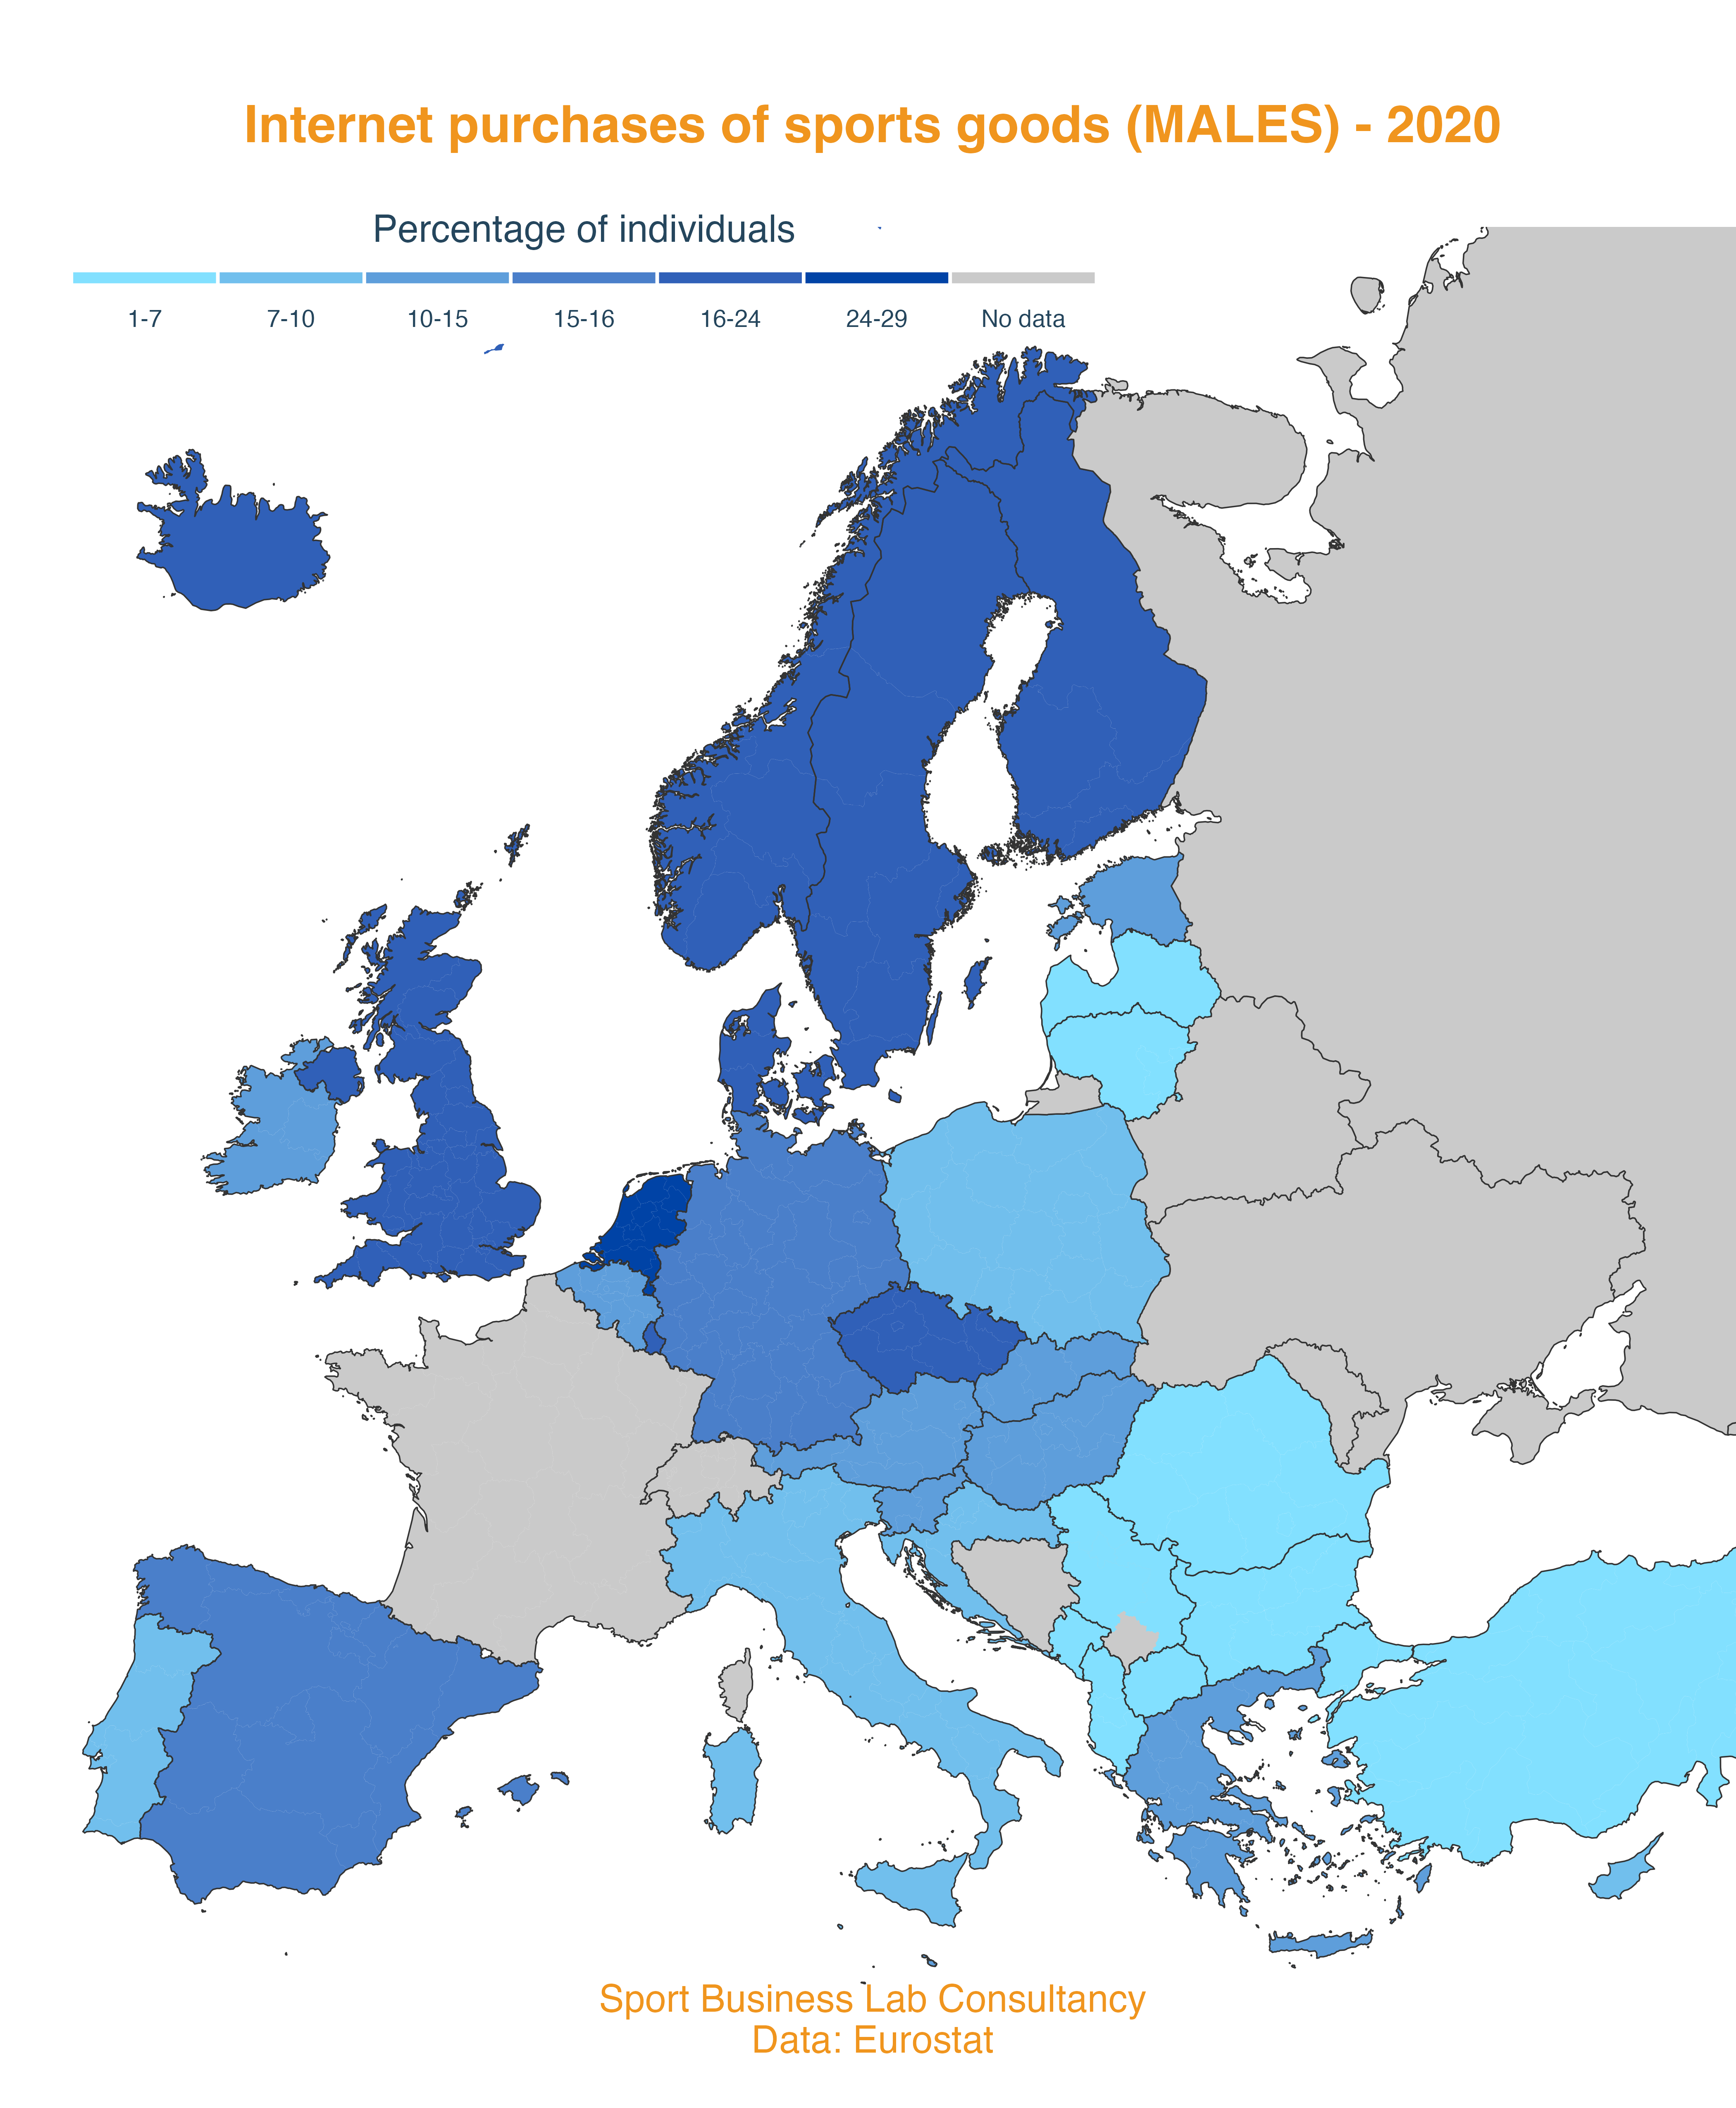 Internet purchases of sports goods (MALES) - 2020
Percentage of individuals
1-7 7-10 10-15 15-16 16-24 24-29 No data
Sport Business Lab Consultancy
Data: Eurostat